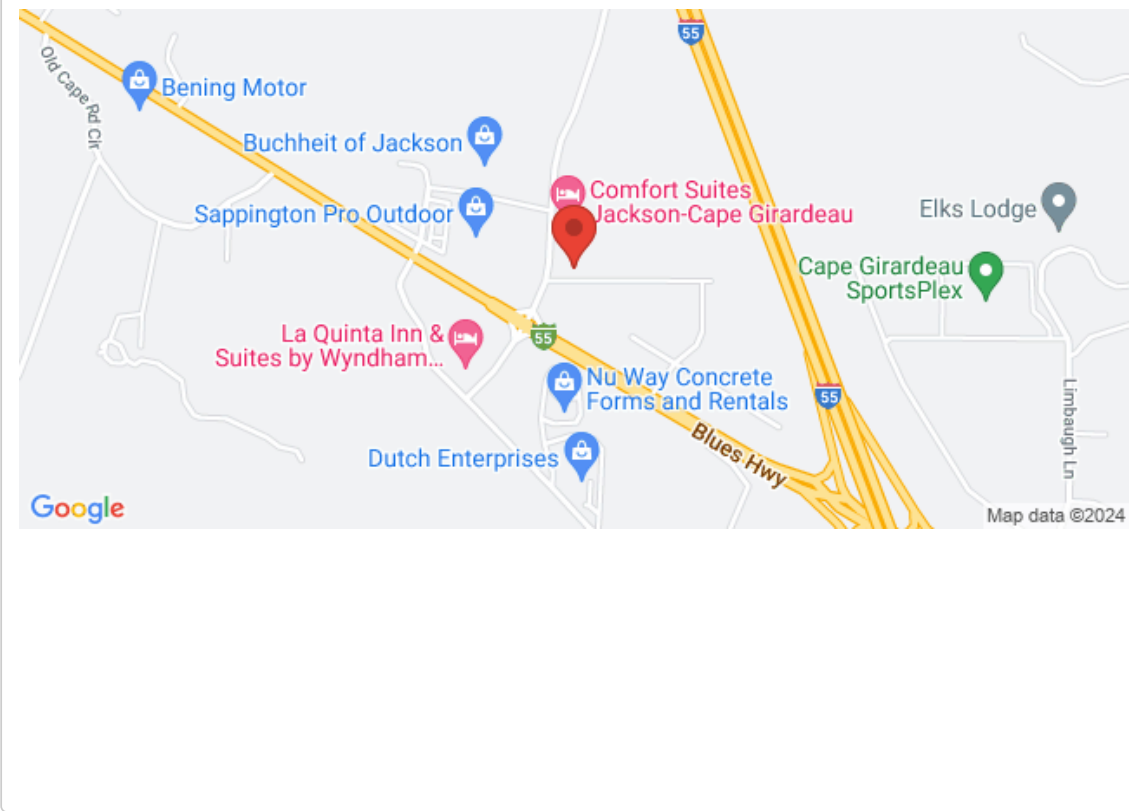 55
Old Cape Rd Cir
Bening Motor
Buchheit of Jackson
Comfort Suites
Jackson-Cape Girardeau
Sappington Pro Outdoor
Elks Lodge
Cape Girardeau
SportsPlex
La Quinta Inn &
Suites by Wyndham...
55
Nu Way Concrete
Forms and Rentals
55
Limbaugh Ln
Blues Hwy
Dutch Enterprises
Google
Map data ©2024